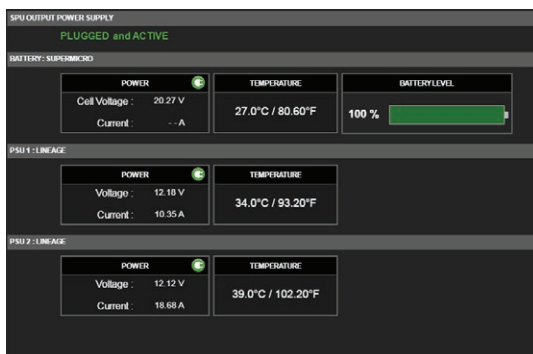 SPU OUTPUT POWER SUPPLY
PLUGGED and ACTIVE
BATTERY: SUPERMICRO
POWER TEMPERATURE BATTERY LEVEL
Cell Voltage : 20.27 V
Current : - - A
27.0°C / 80.60°F
100 %
PSU 1 : LINEAGE
POWER TEMPERATURE
Voltage : 12.18 V
Current : 10.35 A
34.0°C / 93.20°F
PSU 2 : LINEAGE
POWER TEMPERATURE
Voltage : 12.12 V
Current : 18.68 A
39.0°C / 102.20°F